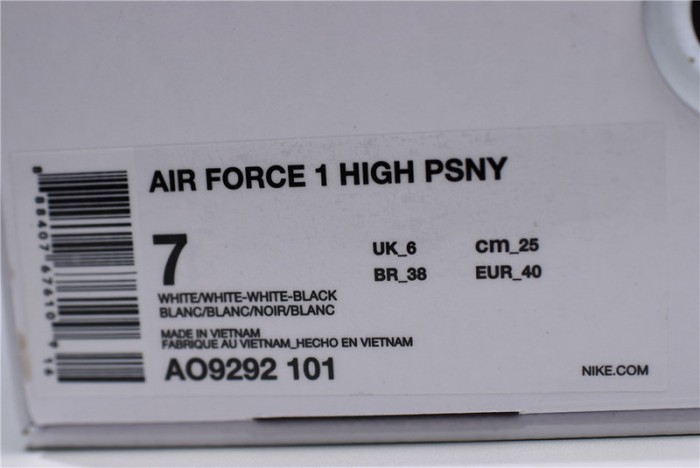 AIR FORCE 1 HIGH PSNY
7
UK_6 cm_25
BR_38 EUR_40
WHITE/WHITE-WHITE-BLACK
BLANC/BLANC/NOIR/BLANC
MADE IN VIETNAM
FABRIQUE AU VIETNAM_HECHO EN VIETNAM
AO9292 101
NIKE.COM